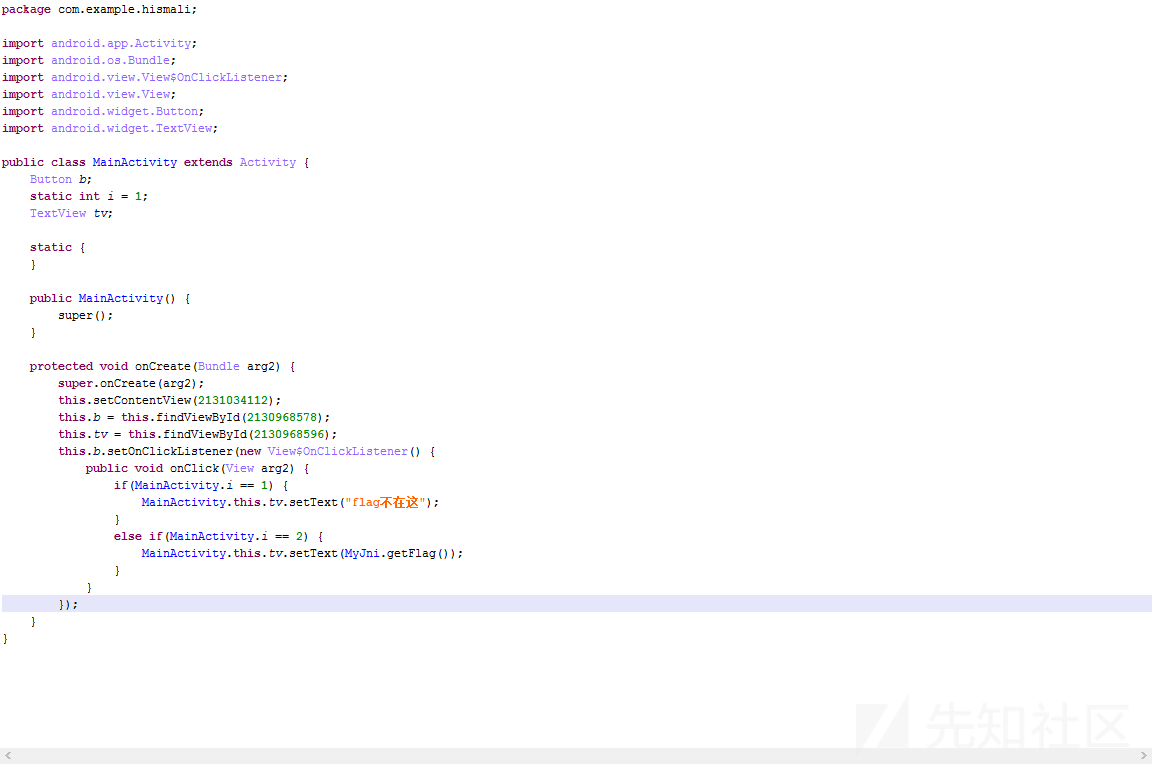 package com.example.hismali;
import android.app.Activity;
import android.os.Bundle;
import android.view.View$OnClickListener;
import android.view.View;
import android.widget.Button;
import android.widget.TextView;
public class MainActivity extends Activity {
    Button b;
    static int i = 1;
    TextView tv;
    static {
    }
    public MainActivity() {
        super();
    }
    protected void onCreate(Bundle arg2) {
        super.onCreate(arg2);
        this.setContentView(2131034112);
        this.b = this.findViewById(2130968578);
        this.tv = this.findViewById(2130968596);
        this.b.setOnClickListener(new View$OnClickListener() {
            public void onClick(View arg2) {
                if(MainActivity.i == 1) {
                    MainActivity.this.tv.setText("flag不在这");
                }
                else if(MainActivity.i == 2) {
                    MainActivity.this.tv.setText(MyJni.getFlag());
                }
            }
        });
    }
}
先知社区